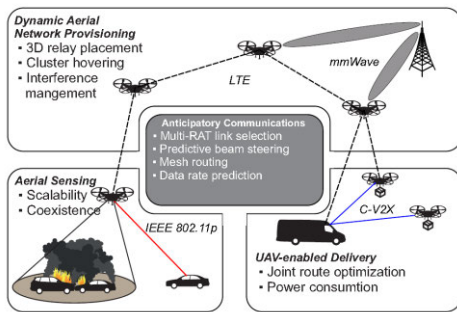 Dynamic Aerial
Network Provisioning
• 3D relay placement
• Cluster hovering
• Interference
mangement
LTE
mmWave
Anticipatory Communications
• Multi-RAT link selection
• Predictive beam steering
• Mesh routing
• Data rate prediction
Aerial Sensing
• Scalability
• Coexistence
IEEE 802.11p
C-V2X
UAV-enabled Delivery
• Joint route optimization
• Power consumtion